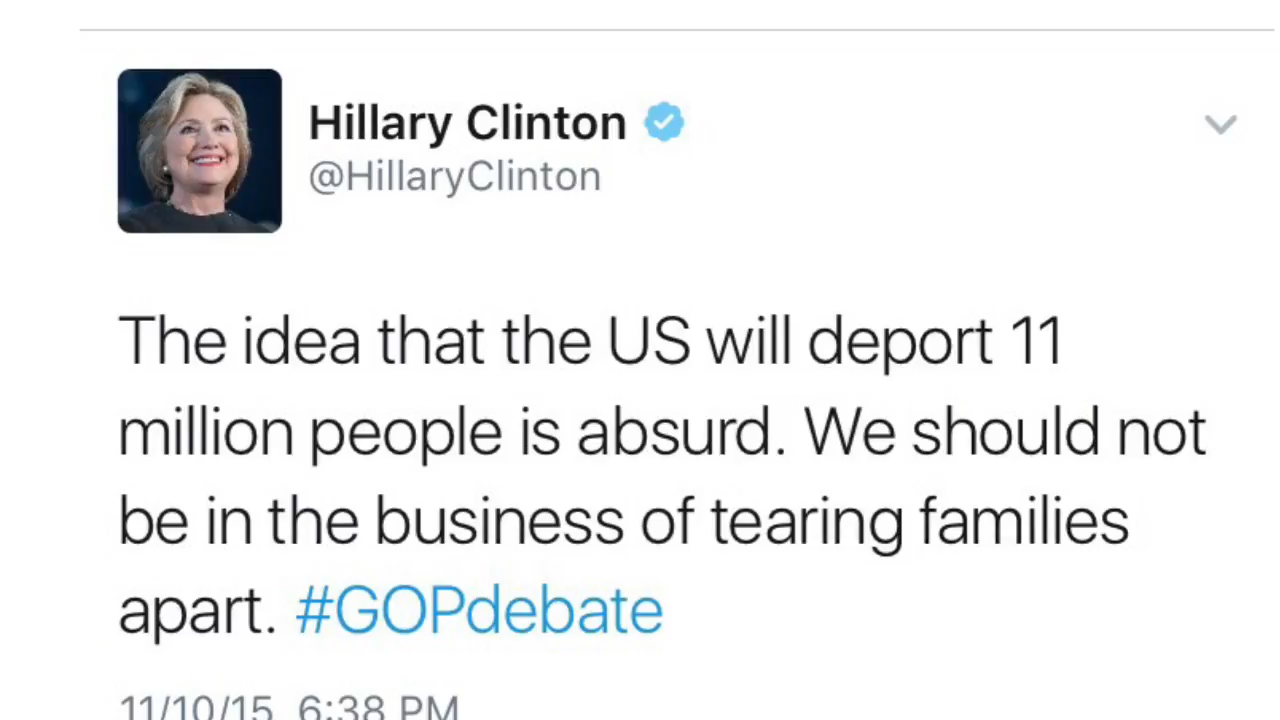 Hillary Clinton
@HillaryClinton
The idea that the US will deport 11
million people is absurd. We should not
be in the business of tearing families
apart. #GOPdebate
11/10/15, 6:38 PM